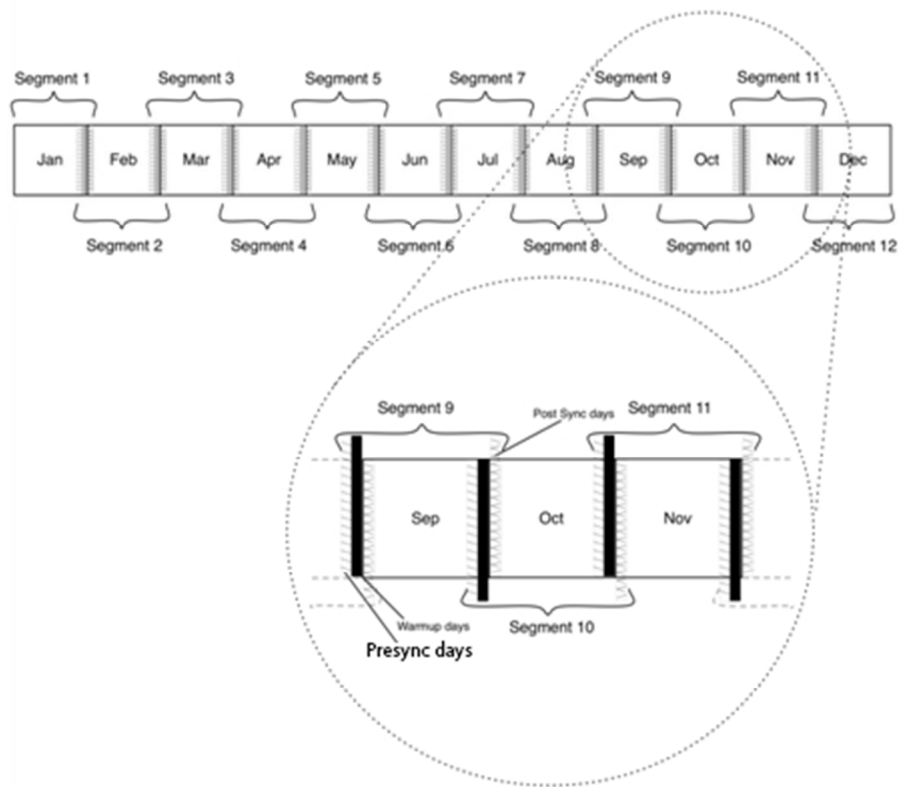 Segment 1
Segment 3
Segment 5
Segment 7
Segment 9
Segment 11
Jan
Feb
Mar
Apr
May
Jun
Jul
Aug
Sep
Oct
Nov
Dec
Segment 2
Segment 4
Segment 6
Segment 8
Segment 10
Segment 12
Segment 9
Post Sync days
Segment 11
Sep
Oct
Nov
Warmup days
Segment 10
Presync days